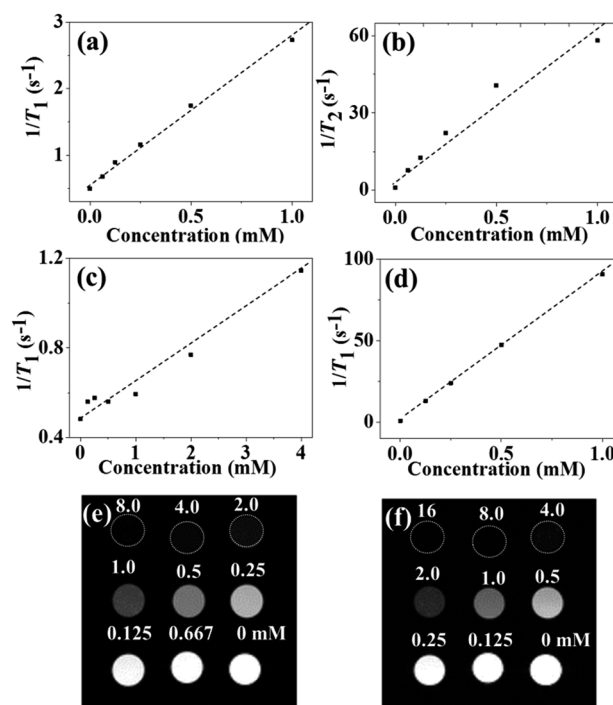 (a)
1/T1 (s-1)
3
2
1
0.0 0.5 1.0
Concentration (mM)
(b)
1/T2 (s-1)
60
30
0
0.0 0.5 1.0
Concentration (mM)
(c)
1/T1 (s-1)
1.2
0.8
0.4
0 1 2 3 4
Concentration (mM)
(d)
1/T1 (s-1)
100
50
0
0.0 0.5 1.0
Concentration (mM)
(e)
8.0 4.0 2.0
1.0 0.5 0.25
0.125 0.667 0 mM
(f)
16 8.0 4.0
2.0 1.0 0.5
0.25 0.125 0 mM